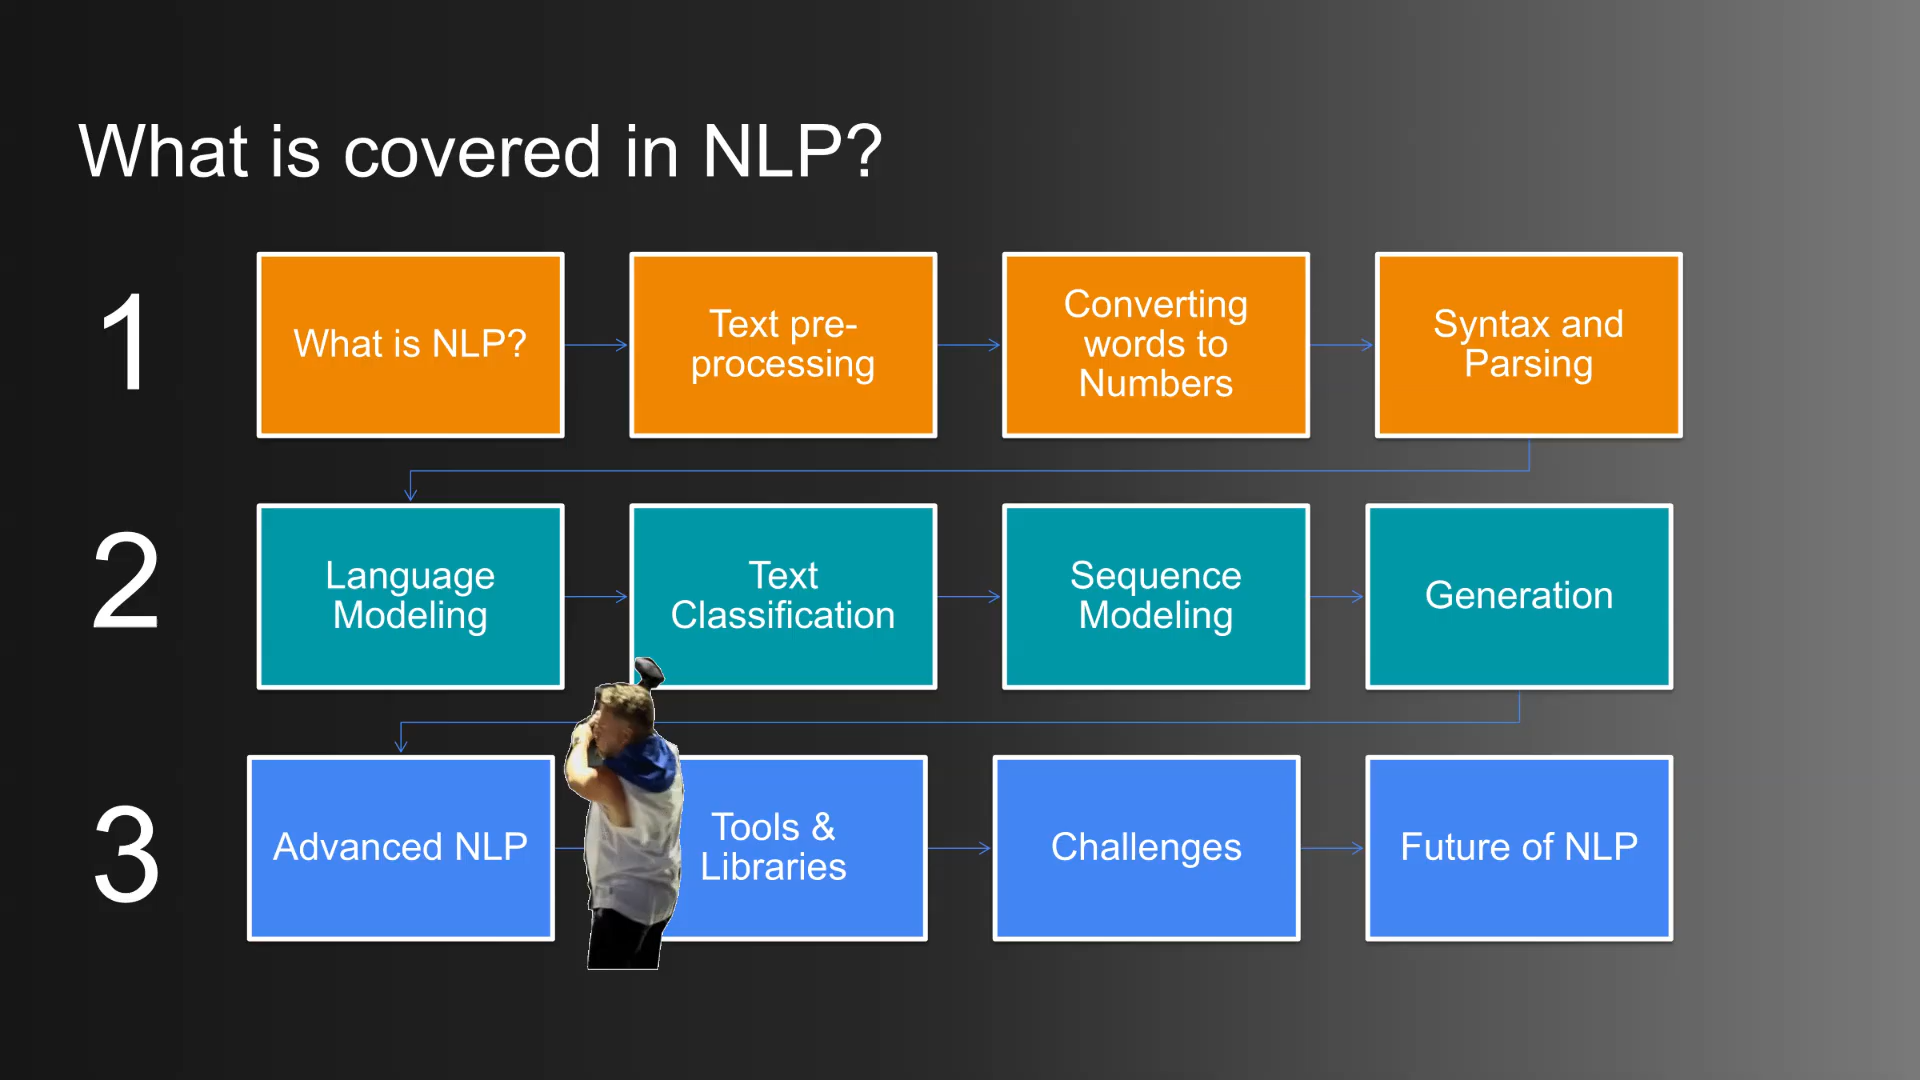 What is covered in NLP?
1
What is NLP?
Text pre-
processing
Converting
words to
Numbers
Syntax and
Parsing
2
Language
Modeling
Text
Classification
Sequence
Modeling
Generation
3
Advanced NLP
Tools &
Libraries
Challenges
Future of NLP